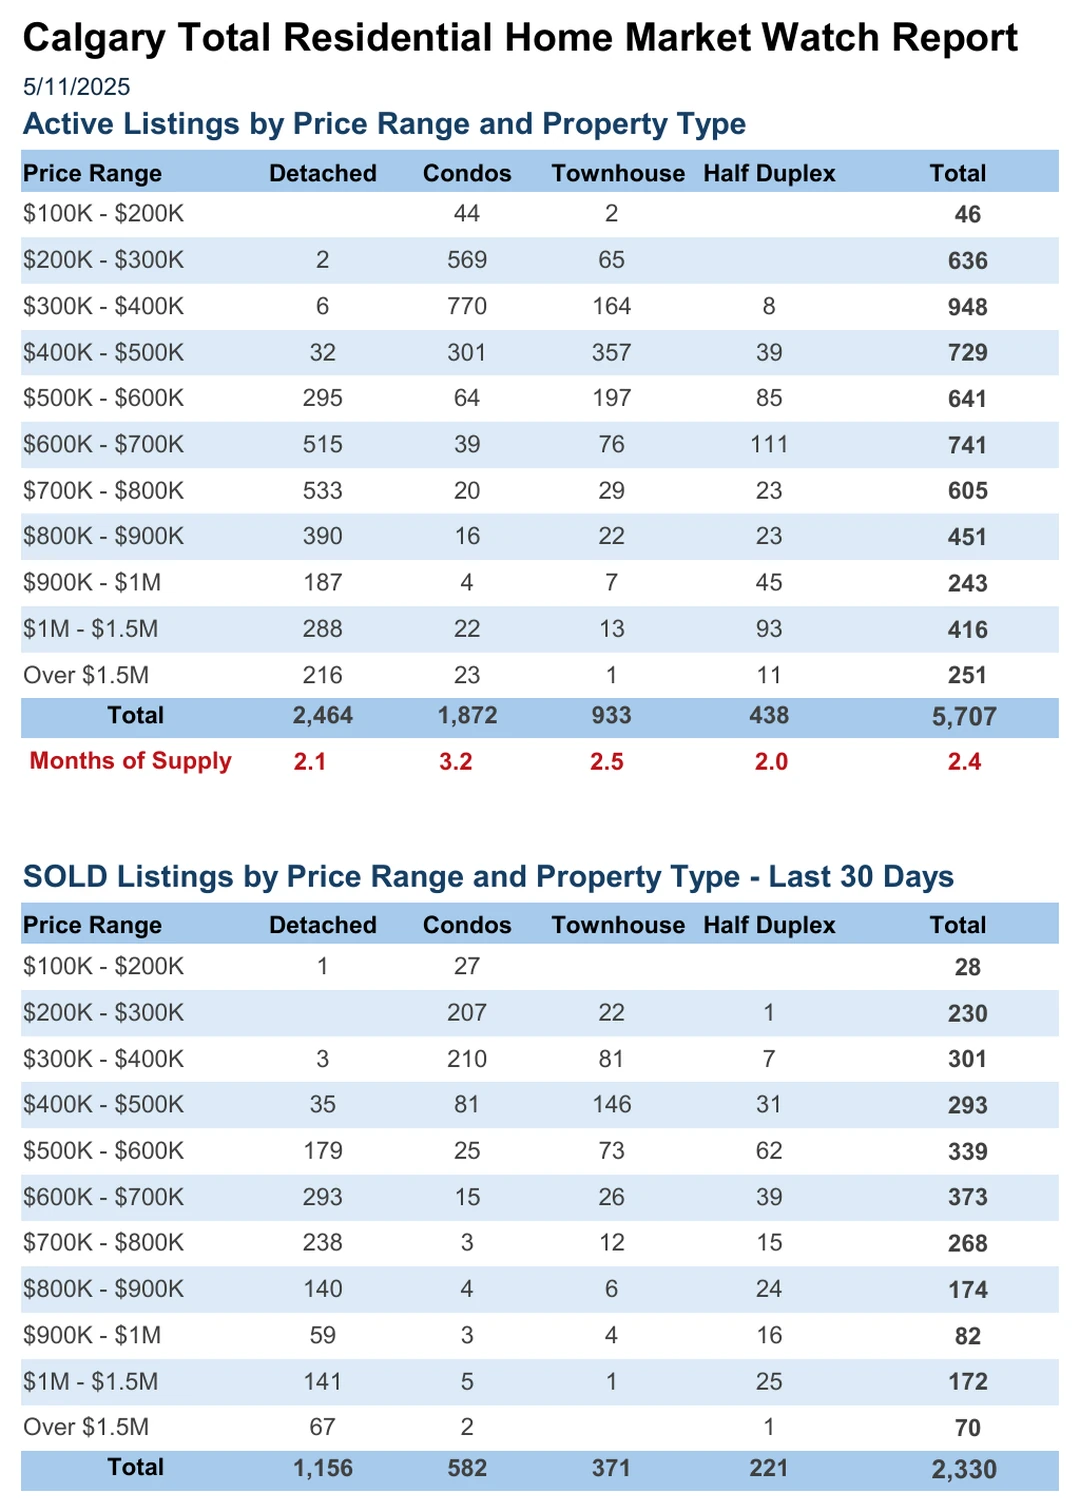 Calgary Total Residential Home Market Watch Report
5/11/2025
Active Listings by Price Range and Property Type
Price Range Detached Condos Townhouse Half Duplex Total
$100K - $200K 44 2 46
$200K - $300K 2 569 65 636
$300K - $400K 6 770 164 8 948
$400K - $500K 32 301 357 39 729
$500K - $600K 295 64 197 85 641
$600K - $700K 515 39 76 111 741
$700K - $800K 533 20 29 23 605
$800K - $900K 390 16 22 23 451
$900K - $1M 187 4 7 45 243
$1M - $1.5M 288 22 13 93 416
Over $1.5M 216 23 1 11 251
Total 2,464 1,872 933 438 5,707
Months of Supply 2.1 3.2 2.5 2.0 2.4
SOLD Listings by Price Range and Property Type - Last 30 Days
Price Range Detached Condos Townhouse Half Duplex Total
$100K - $200K 1 27 28
$200K - $300K 207 22 1 230
$300K - $400K 3 210 81 7 301
$400K - $500K 35 81 146 31 293
$500K - $600K 179 25 73 62 339
$600K - $700K 293 15 26 39 373
$700K - $800K 238 3 12 15 268
$800K - $900K 140 4 6 24 174
$900K - $1M 59 3 4 16 82
$1M - $1.5M 141 5 1 25 172
Over $1.5M 67 2 1 70
Total 1,156 582 371 221 2,330